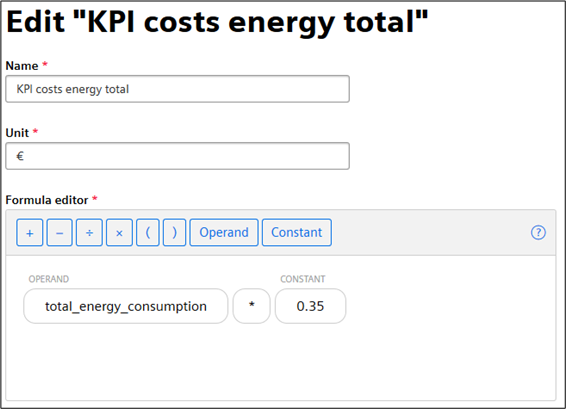 Edit "KPI costs energy total"
Name *
KPI costs energy total
Unit *
€
Formula editor *
+ − ÷ × ( ) Operand Constant ?
OPERAND CONSTANT
total_energy_consumption * 0.35